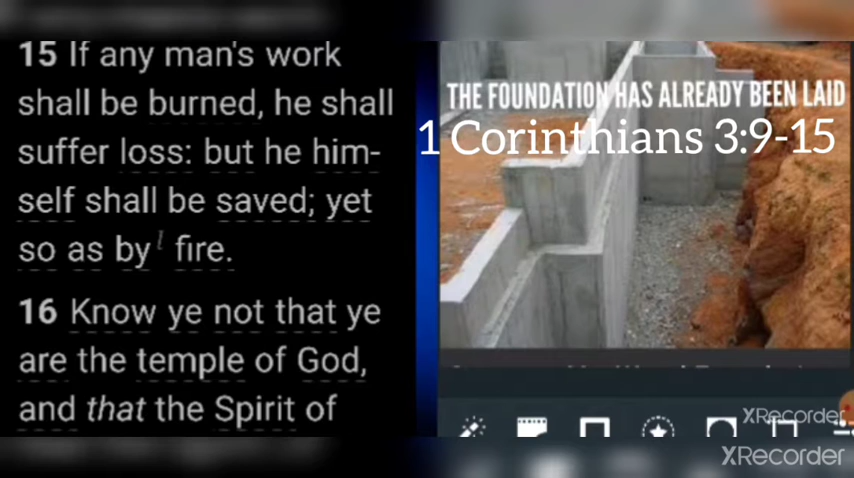 15 If any man's work
shall be burned, he shall
suffer loss: but he him-
self shall be saved; yet
so as by l fire.
16 Know ye not that ye
are the temple of God,
and that the Spirit of
THE FOUNDATION HAS ALREADY BEEN LAID
1 Corinthians 3:9-15
XRecorder
XRecorder